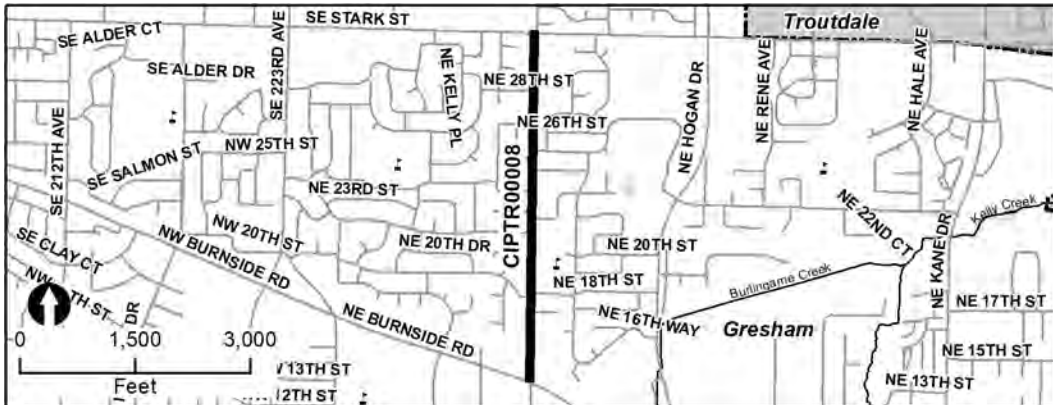 SE STARK ST
Troutdale
SE ALDER CT
SE 223RD AVE
SE ALDER DR
NE KELLY PL
NE 28TH ST
NE HOGAN DR
NE RENE AVE
NE HALE AVE
SE 212TH AVE
NE 26TH ST
NW 25TH ST
SE SALMON ST
CIPTR00008
NE 23RD ST
NE 22ND CT
Kelly Creek
NW 20TH ST
NE 20TH DR
NE 20TH ST
NE KANE DR
SE CLAY CT
NW BURNSIDE RD
NE 18TH ST
Burlingame Creek
DR
NE BURNSIDE RD
NE 16TH WAY
Gresham
NE 17TH ST
0 1,500 3,000
Feet
13TH ST
12TH ST
NE 15TH ST
NE 13TH ST